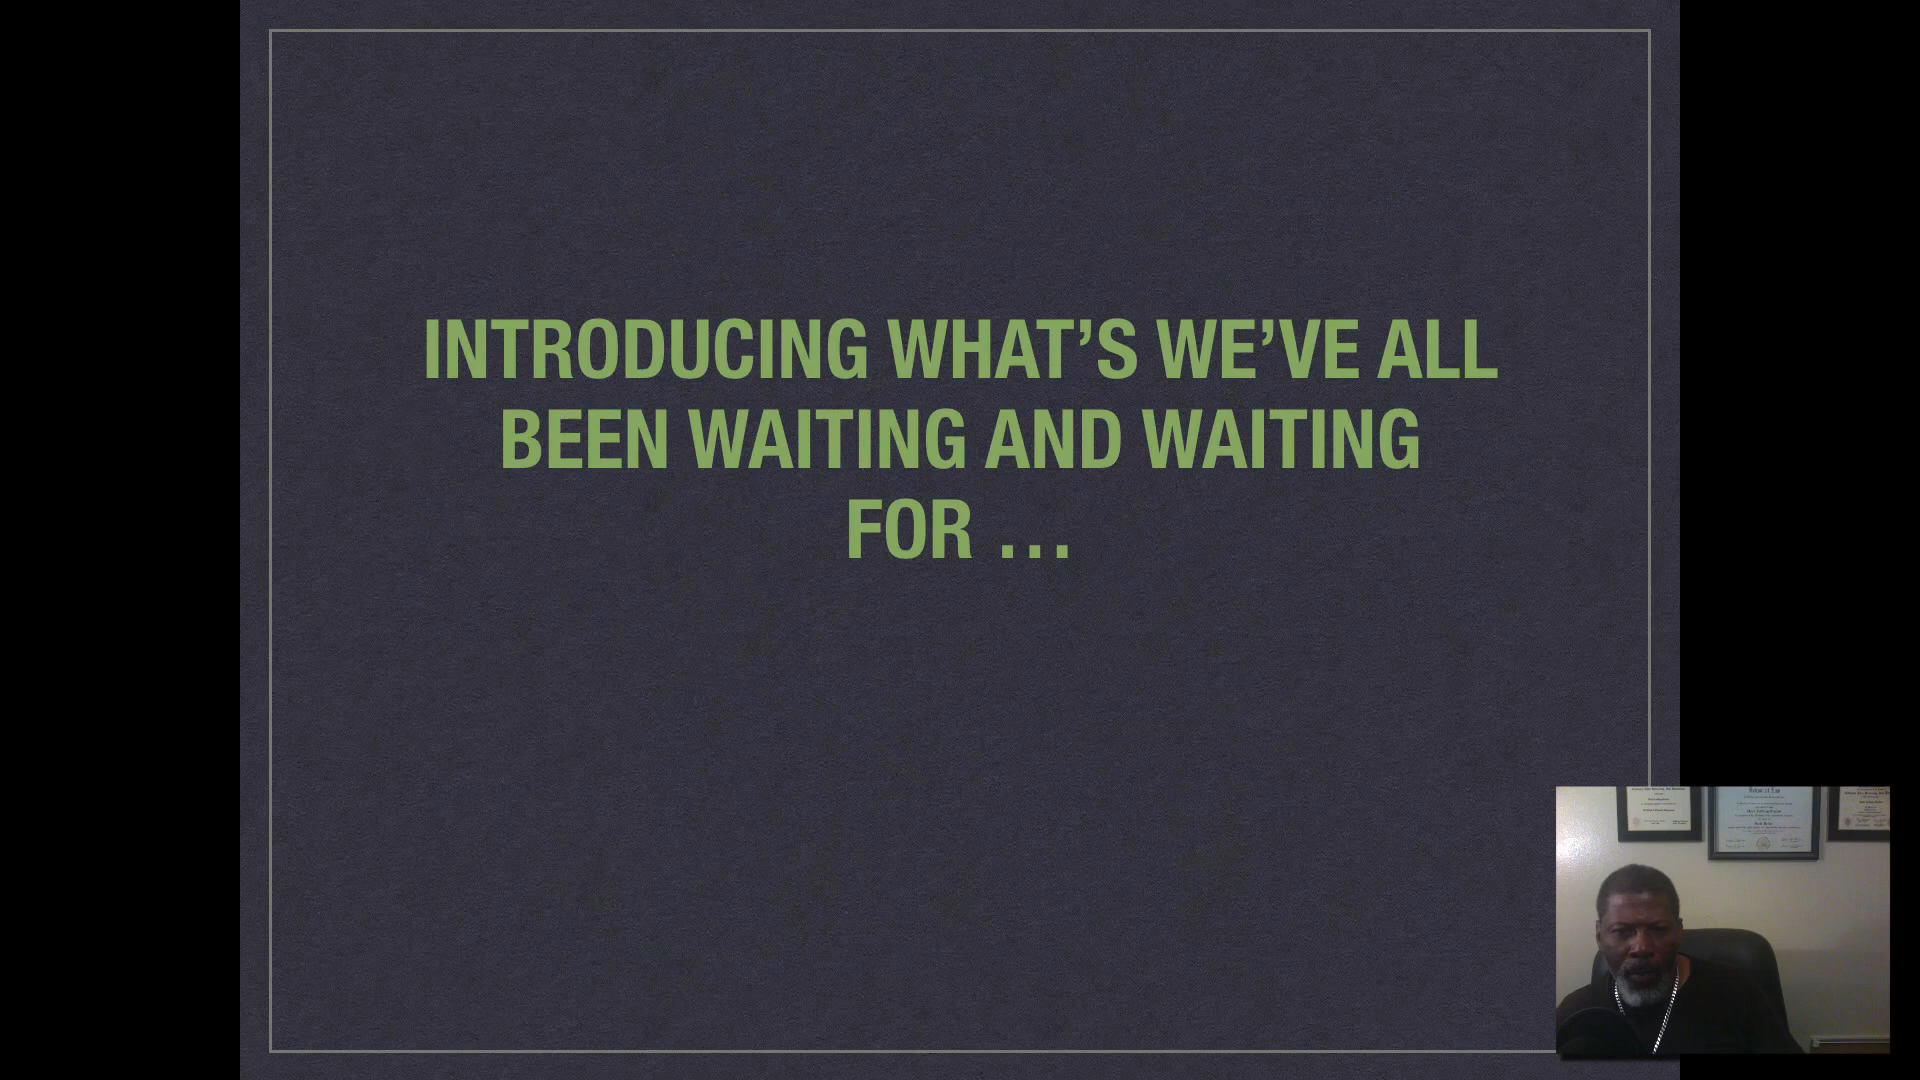 INTRODUCING WHAT’S WE’VE ALL
BEEN WAITING AND WAITING
FOR …